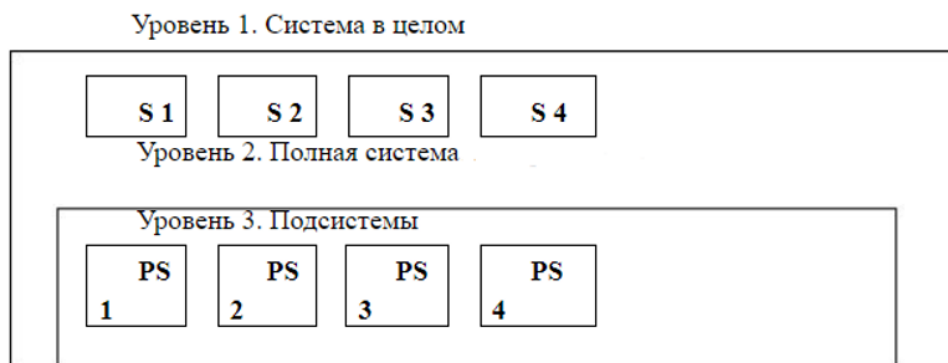 Уровень 1. Система в целом
S 1 S 2 S 3 S 4
Уровень 2. Полная система
Уровень 3. Подсистемы
PS PS PS PS
1 2 3 4